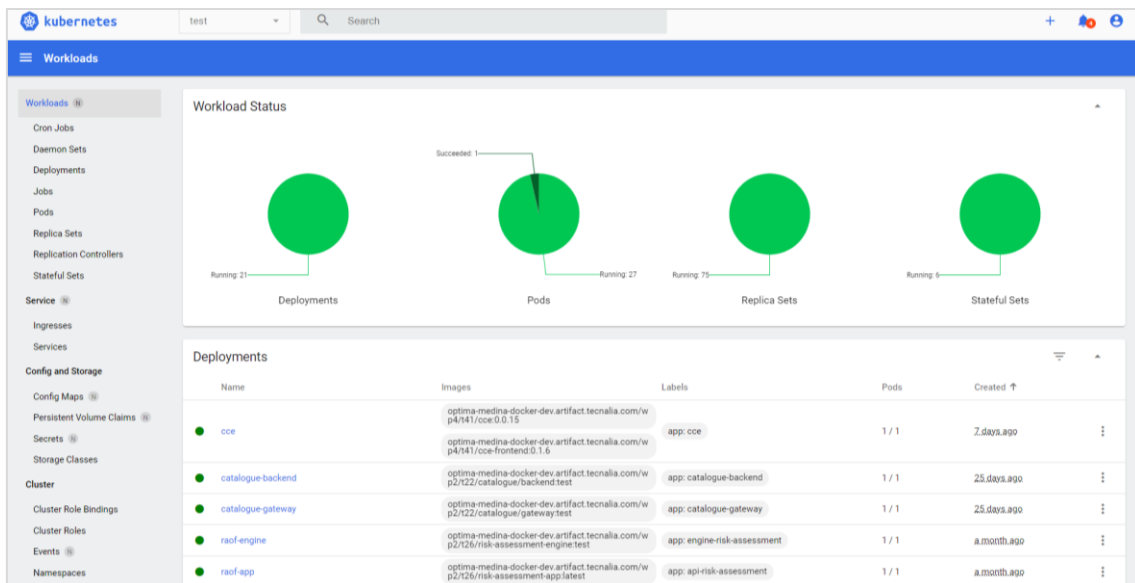 kubernetes
test
Search
4
Workloads
Workloads N
Cron Jobs
Daemon Sets
Deployments
Jobs
Pods
Replica Sets
Replication Controllers
Stateful Sets
Service N
Ingresses
Services
Config and Storage
Config Maps N
Persistent Volume Claims N
Secrets N
Storage Classes
Cluster
Cluster Role Bindings
Cluster Roles
Events N
Namespaces
Workload Status
Running: 21
Deployments
Succeeded: 1
Running: 27
Pods
Running: 75
Replica Sets
Running: 6
Stateful Sets
Deployments
Name Images Labels Pods Created
cce
optima-medina-docker-dev.artifact.tecnalia.com/w
p4/t41/cce:0.0.15
optima-medina-docker-dev.artifact.tecnalia.com/w
p4/t41/cce-frontend:0.1.6
app: cce
1 / 1
7 days ago
catalogue-backend
optima-medina-docker-dev.artifact.tecnalia.com/w
p2/t22/catalogue/backend:test
app: catalogue-backend
1 / 1
25 days ago
catalogue-gateway
optima-medina-docker-dev.artifact.tecnalia.com/w
p2/t22/catalogue/gateway:test
app: catalogue-gateway
1 / 1
25 days ago
raof-engine
optima-medina-docker-dev.artifact.tecnalia.com/w
p2/t26/risk-assessment-engine:test
app: engine-risk-assessment
1 / 1
a month ago
raof-app
optima-medina-docker-dev.artifact.tecnalia.com/w
p2/t26/risk-assessment-app:latest
app: api-risk-assessment
1 / 1
a month ago